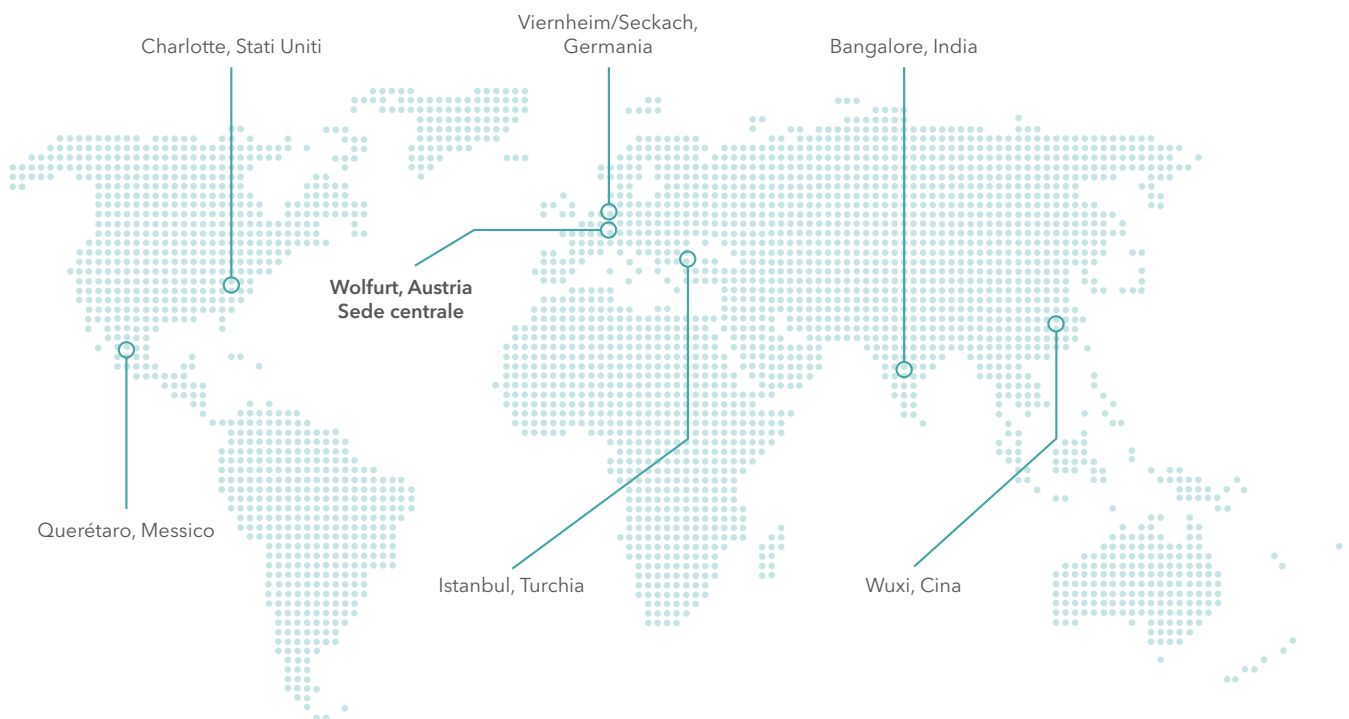 Viernheim/Seckach,
Germania
Charlotte, Stati Uniti
Bangalore, India
Wolfurt, Austria
Sede centrale
Querétaro, Messico
Istanbul, Turchia
Wuxi, Cina